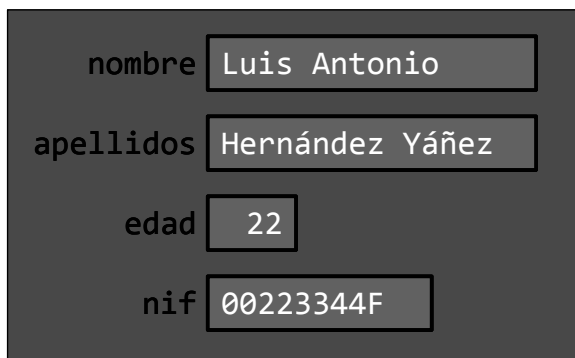 nombre Luis Antonio
apellidos Hernández Yáñez
edad 22
nif 00223344F